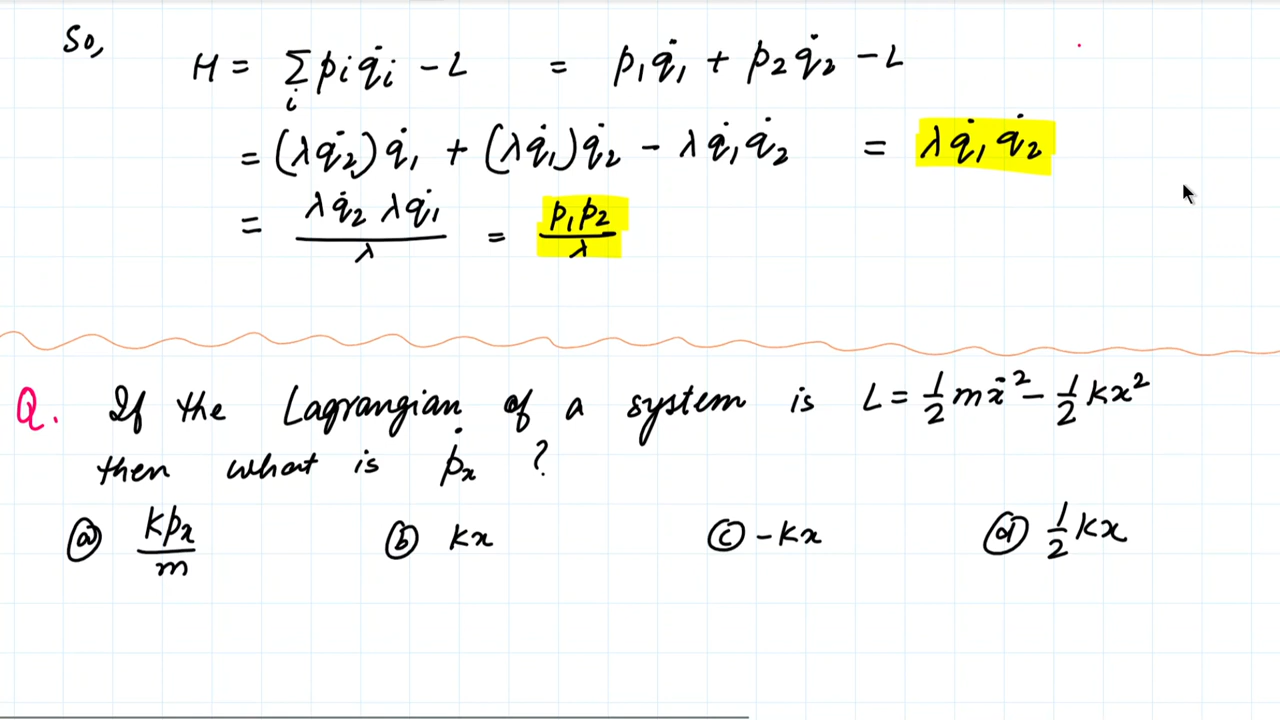 So,
H = Σᵢ pᵢq̇ᵢ − L = p₁q̇₁ + p₂q̇₂ − L
= (λq̇₂)q̇₁ + (λq̇₁)q̇₂ − λq̇₁q̇₂ = λq̇₁q̇₂
= λq̇₂ λq̇₁ / λ = p₁p₂ / λ
Q. If the Lagrangian of a system is L = ½mẋ² − ½kx²
then what is ṗₓ ?
ⓐ kpₓ / m ⓑ kx ⓒ −kx ⓓ ½kx